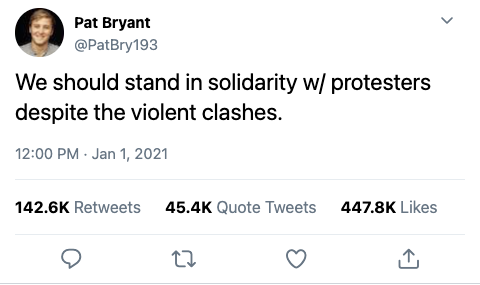 Pat Bryant
@PatBry193
We should stand in solidarity w/ protesters
despite the violent clashes.
12:00 PM · Jan 1, 2021
142.6K Retweets 45.4K Quote Tweets 447.8K Likes